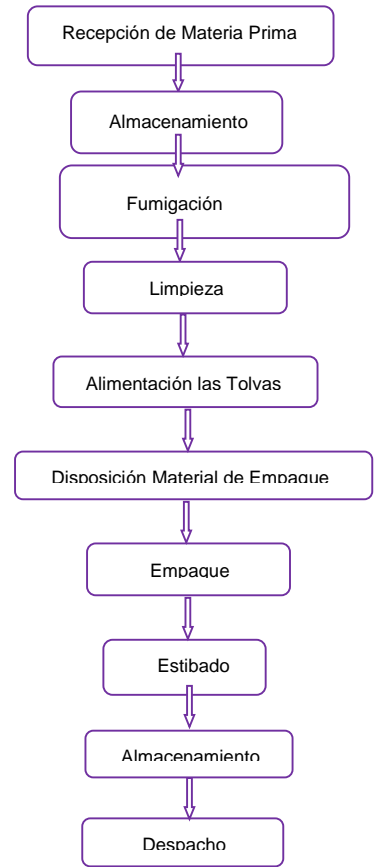 Recepción de Materia Prima
Almacenamiento
Fumigación
Limpieza
Alimentación las Tolvas
Disposición Material de Empaque
Empaque
Estibado
Almacenamiento
Despacho